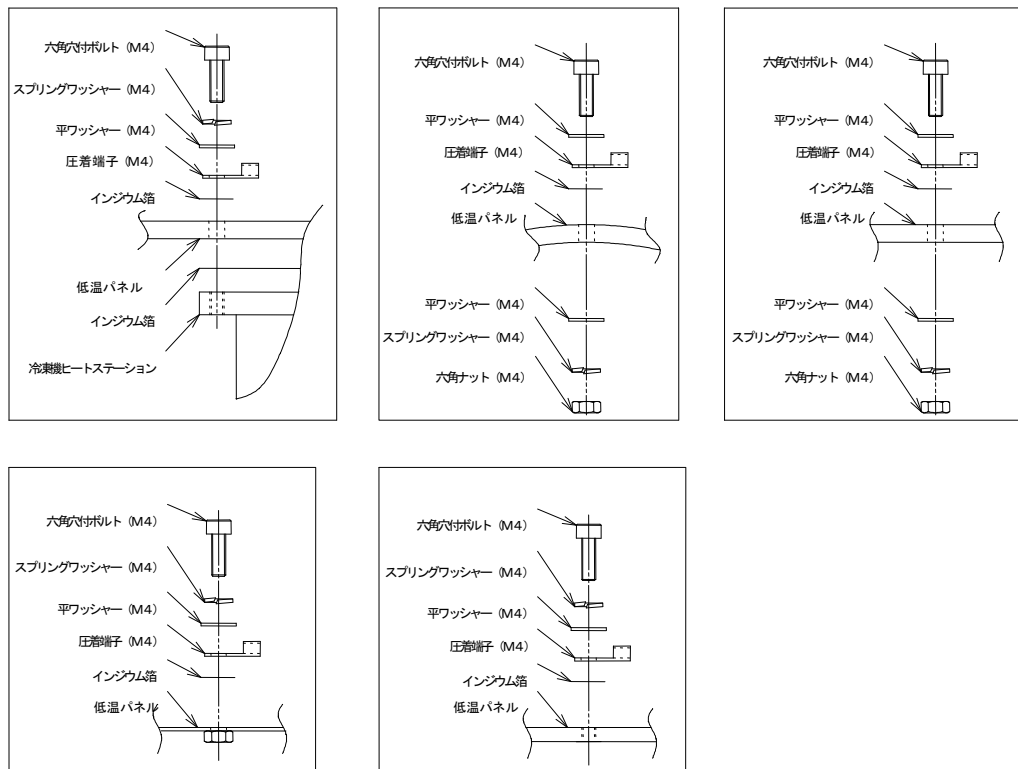 六角穴付ボルト (M4)
スプリングワッシャー (M4)
平ワッシャー (M4)
圧着端子 (M4)
インジウム箔
低温パネル
インジウム箔
冷凍機ヒートステーション
六角穴付ボルト (M4)
平ワッシャー (M4)
圧着端子 (M4)
インジウム箔
低温パネル
平ワッシャー (M4)
スプリングワッシャー (M4)
六角ナット (M4)
六角穴付ボルト (M4)
平ワッシャー (M4)
圧着端子 (M4)
インジウム箔
低温パネル
平ワッシャー (M4)
スプリングワッシャー (M4)
六角ナット (M4)
六角穴付ボルト (M4)
スプリングワッシャー (M4)
平ワッシャー (M4)
圧着端子 (M4)
インジウム箔
低温パネル
六角穴付ボルト (M4)
スプリングワッシャー (M4)
平ワッシャー (M4)
圧着端子 (M4)
インジウム箔
低温パネル